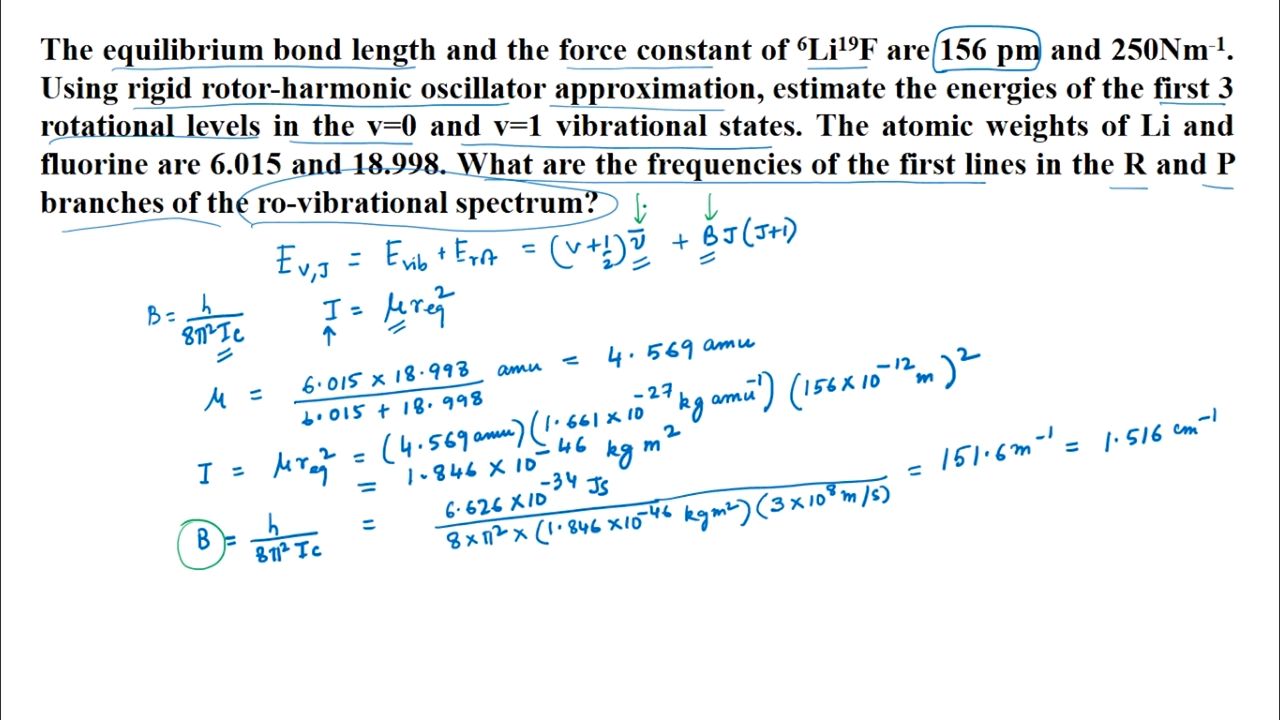 The equilibrium bond length and the force constant of ⁶Li¹⁹F are 156 pm and 250Nm⁻¹.
Using rigid rotor-harmonic oscillator approximation, estimate the energies of the first 3
rotational levels in the v=0 and v=1 vibrational states. The atomic weights of Li and
fluorine are 6.015 and 18.998. What are the frequencies of the first lines in the R and P
branches of the ro-vibrational spectrum?
E_v,J = E_vib + E_rot = (v+1/2) ν̄ + B J(J+1)
B = h/8π²Ic I = μ r_eq²
μ = 6.015 × 18.998 / 6.015 + 18.998 amu = 4.569 amu
I = μ r_eq² = (4.569 amu)(1.661 × 10⁻²⁷ kg amu⁻¹)(156 × 10⁻¹² m)²
= 1.846 × 10⁻⁴⁶ kg m²
B = h/8π²Ic = 6.626 × 10⁻³⁴ Js / 8 × π² × (1.846 × 10⁻⁴⁶ kg m²)(3 × 10⁸ m/s) = 151.6 m⁻¹ = 1.516 cm⁻¹